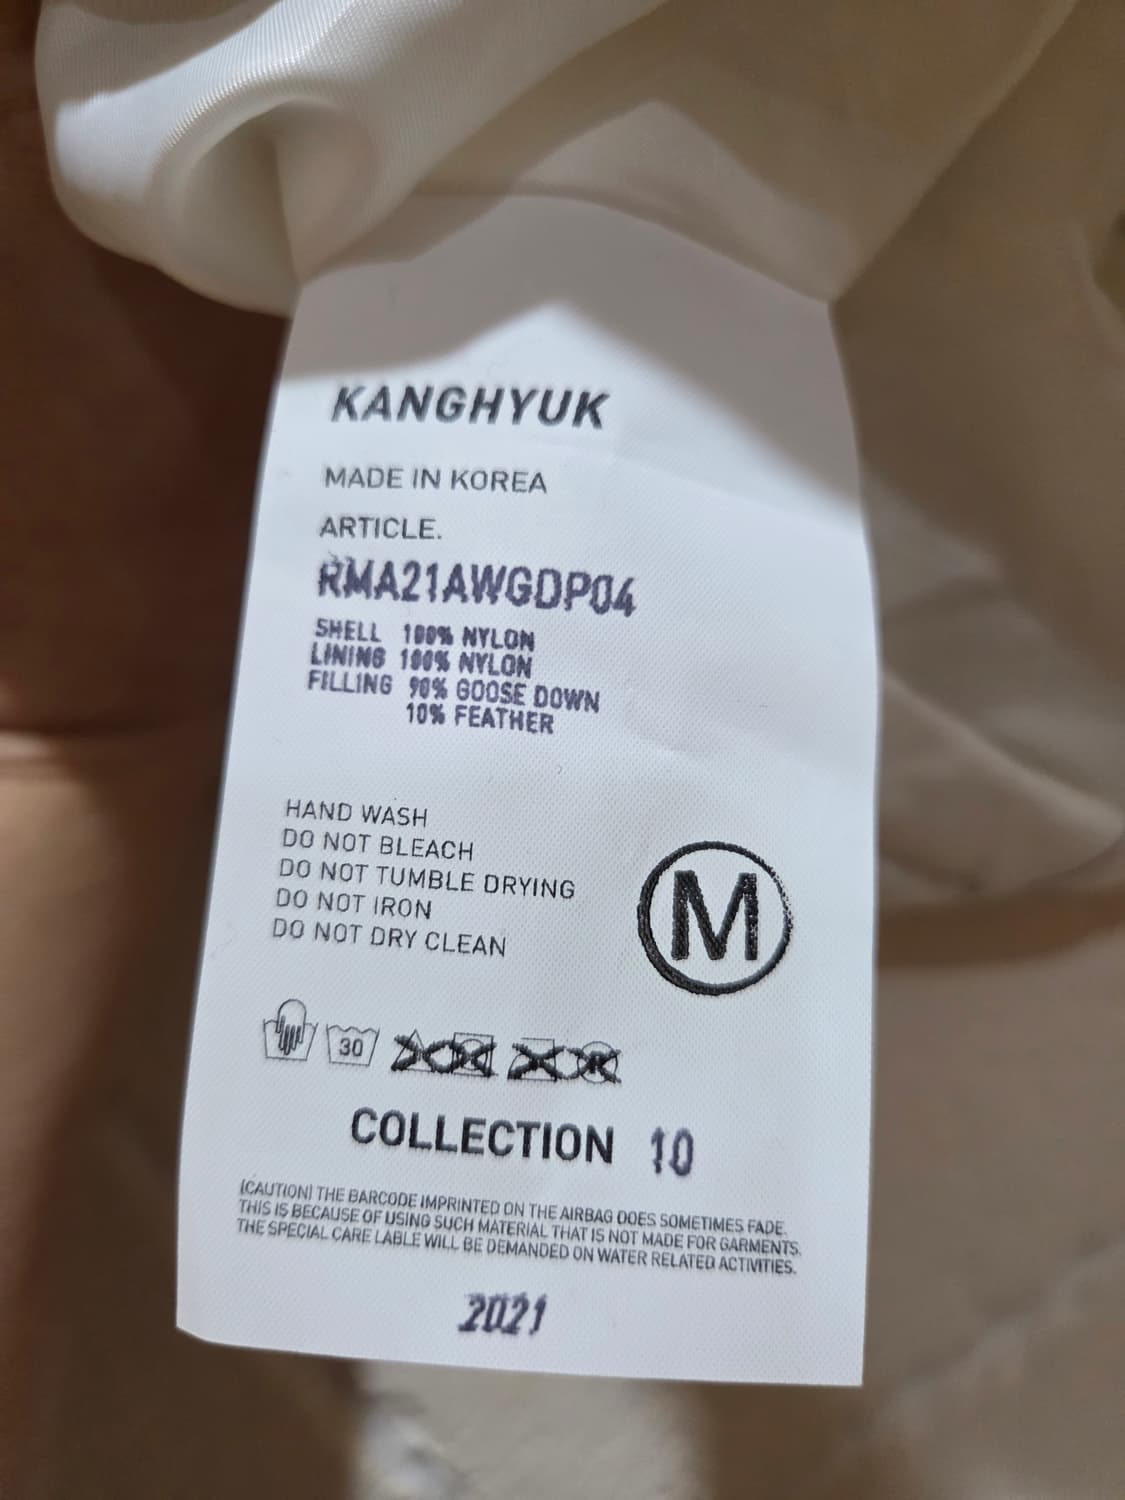 KANGHYUK
MADE IN KOREA
ARTICLE.
RMA21AWGDP04
SHELL 100% NYLON
LINING 100% NYLON
FILLING 90% GOOSE DOWN
10% FEATHER
HAND WASH
DO NOT BLEACH
DO NOT TUMBLE DRYING
DO NOT IRON
DO NOT DRY CLEAN
M
30
COLLECTION 10
(CAUTION) THE BARCODE IMPRINTED ON THE AIRBAG DOES SOMETIMES FADE.
THIS IS BECAUSE OF USING SUCH MATERIAL THAT IS NOT MADE FOR GARMENTS.
THE SPECIAL CARE LABLE WILL BE DEMANDED ON WATER RELATED ACTIVITIES.
2021